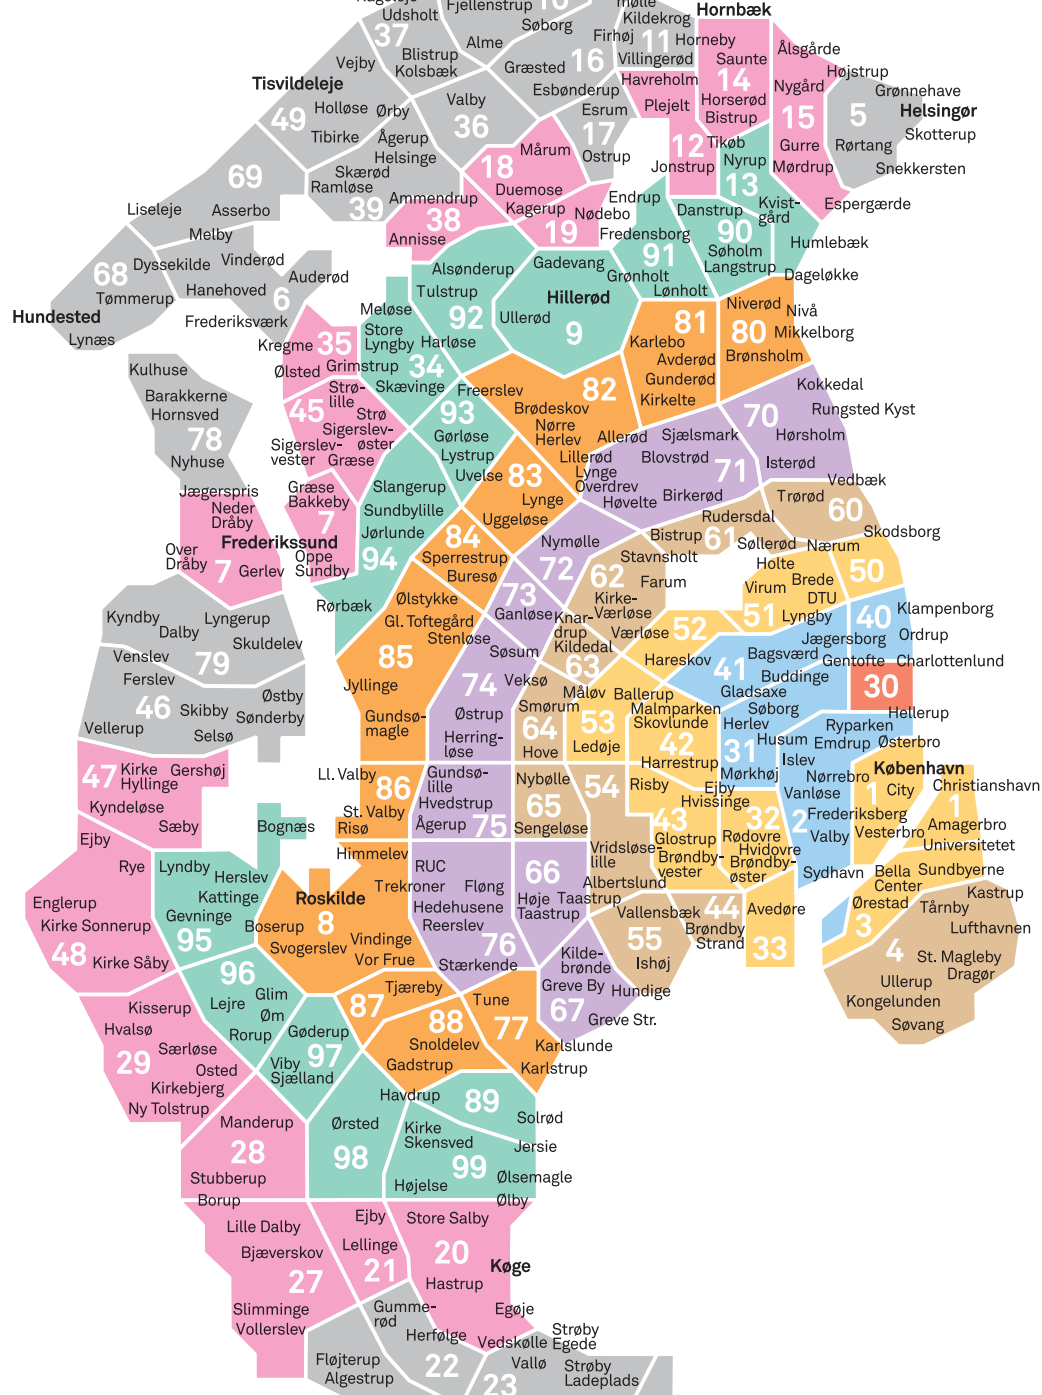 Udsholt
Fjellenstrup
10
mølle
37
Søborg
Kildekrog
Hornbæk
Alme
Firhøj
11
Horneby
Ålsgårde
Blistrup
Kolsbæk
Vejby
Græsted
16
Villingerød
Saunte
14
Højstrup
Tisvildeleje
Esbønderup
Havreholm
Nygård
Grønnehave
Valby
Plejelt
Horserød
Bistrup
15
5
Helsingør
49
Holløse
Ørby
36
Esrum
17
Skotterup
Tibirke
Ågerup
Helsinge
Mårum
Ostrup
12
Tikøb
Gurre
Rørtang
Jonstrup
Nyrup
Mørdrup
Snekkersten
69
Skærød
Ramløse
18
Duemose
13
39
Ammendrup
Endrup
Kvist-
gård
Espergærde
Liseleje
Asserbo
38
Kagerup
Nødebo
Danstrup
Annisse
19
Fredensborg
90
Humlebæk
Melby
91
Søholm
Langstrup
68
Dyssekilde
Vinderød
Alsønderup
Gadevang
Grønholt
Dageløkke
Tømmerup
Hanehoved
6
Auderød
Tulstrup
Hillerød
Lønholt
Hundested
Frederiksværk
Meløse
92
Ullerød
9
81
Niverød
Nivå
Lynæs
Kregme
35
Store
Lyngby
Harløse
Karlebo
80
Mikkelborg
Ølsted
Grimstrup
34
Avderød
Brønsholm
Kulhuse
Skævinge
Freerslev
82
Gunderød
Kokkedal
Barakkerne
Strø-
lille
Kirkelte
Hornsved
45
Strø
93
Brødeskov
70
Rungsted Kyst
78
Sigerslev-
øster
Gørløse
Nørre
Herlev
Allerød
Sjælsmark
Hørsholm
Nyhuse
Sigerslev-
vester
Græse
Lystrup
Lillerød
Blovstrød
71
Isterød
Uvelse
83
Lynge
Overdrev
Vedbæk
Jægerspris
Græse
Bakkeby
Slangerup
Lynge
Høvelte
Birkerød
Trørød
60
Neder
Dråby
7
Sundbylille
Uggeløse
Rudersdal
Skodsborg
Frederikssund
Jørlunde
84
Nymølle
Bistrup
61
Søllerød
Nærum
Over
Dråby
7
Gerlev
Oppe
Sundby
94
Sperrestrup
Buresø
72
Stavnsholt
Holte
50
Rørbæk
Ølstykke
73
62
Farum
Virum
Brede
DTU
Kyndby
Lyngerup
Gl. Toftegård
Ganløse
Kirke-
Værløse
51
Lyngby
40
Klampenborg
Dalby
Skuldelev
Stenløse
Knar-
drup
Værløse
52
Jægersborg
Ordrup
Venslev
79
85
Søsum
Kildedal
Hareskov
Bagsværd
Gentofte
Charlottenlund
Ferslev
Jyllinge
74
Veksø
63
41
Buddinge
30
46
Skibby
Østby
Måløv
Ballerup
Gladsaxe
Sønderby
Gundsø-
magle
Østrup
Smørum
53
Malmparken
Skovlunde
Søborg
Hellerup
Vellerup
Selsø
64
Herlev
Ryparken
Herring-
løse
Hove
Ledøje
42
31
Husum
Emdrup
Østerbro
47
Kirke
Hyllinge
Gershøj
Ll. Valby
Gundsø-
lille
Nybølle
54
Harrestrup
Islev
København
Kyndeløse
86
Hvedstrup
65
Risby
Mørkhøj
Nørrebro
1
City
Christianshavn
St. Valby
Ejby
Vanløse
1
Sæby
Bognæs
Risø
Ågerup
75
Sengeløse
43
Hvissinge
32
2
Frederiksberg
Amagerbro
Ejby
Himmelev
Glostrup
Rødovre
Valby
Vesterbro
Universitetet
Rye
Lyndby
RUC
66
Vridsløse-
lille
Brøndby-
vester
Hvidovre
Herslev
Trekroner
Fløng
Albertslund
Brøndby-
øster
Sydhavn
Bella
Center
Sundbyerne
Englerup
Kattinge
Roskilde
Hedehusene
Høje
Taastrup
Taastrup
Ørestad
Kastrup
Kirke Sonnerup
Gevninge
Boserup
8
Reerslev
Vallensbæk
44
Avedøre
3
Tårnby
95
Svogerslev
Vindinge
76
55
Brøndby
Strand
33
4
Lufthavnen
48
Kirke Såby
96
Vor Frue
Stærkende
Kilde-
brønde
Ishøj
St. Magleby
Kisserup
Lejre
Glim
87
Tjæreby
Greve By
Hundige
Ullerup
Dragør
Hvalsø
Øm
Tune
67
Kongelunden
Rorup
Gøderup
88
77
Greve Str.
Søvang
29
Særløse
97
Snoldelev
Karlslunde
Osted
Viby
Sjælland
Gadstrup
Karlstrup
Kirkebjerg
Havdrup
89
Ny Tolstrup
Manderup
Ørsted
Kirke
Skensved
Solrød
28
98
99
Jersie
Stubberup
Højelse
Ølsemagle
Borup
Ølby
Lille Dalby
Ejby
Store Salby
Bjæverskov
Lellinge
20
Køge
27
21
Hastrup
Slimminge
Gumme-
rød
Egøje
Vollerslev
Herfølge
Vedskølle
Strøby
Egede
Fløjterup
22
Vallø
Strøby
Ladeplads
Algestrup
23